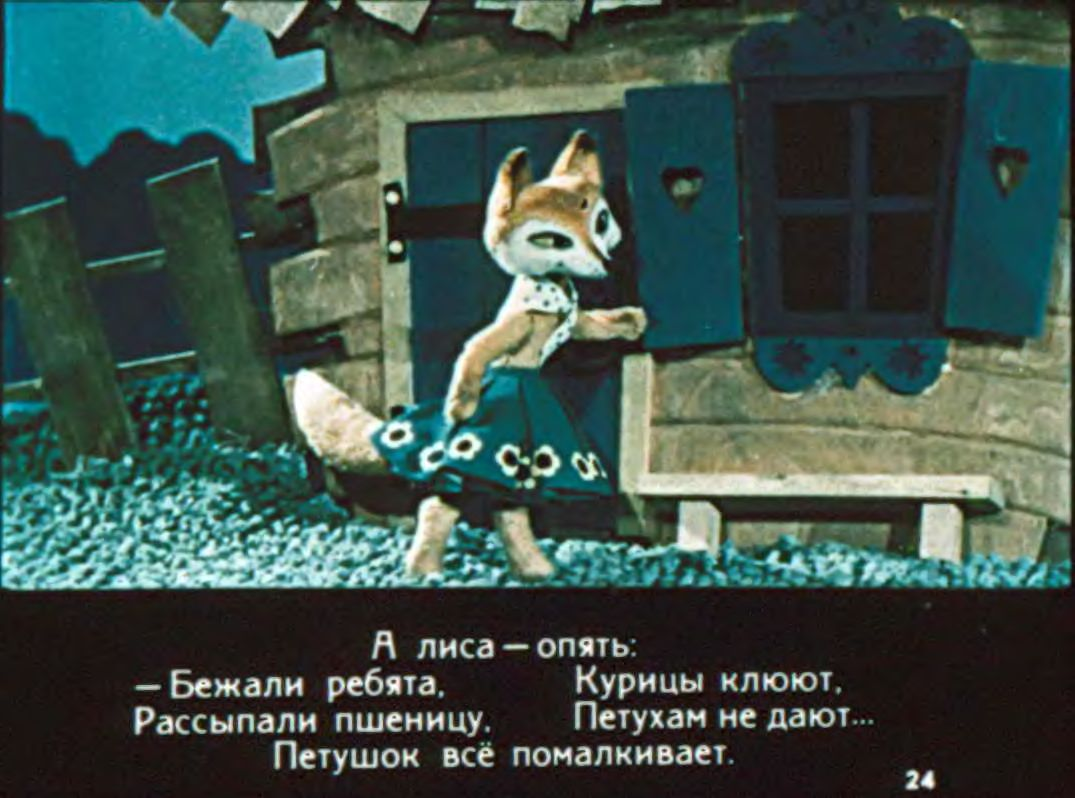 А лиса — опять:
— Бежали ребята,
Рассыпали пшеницу,
Курицы клюют,
Петухам не дают...
Петушок всё помалкивает.
24